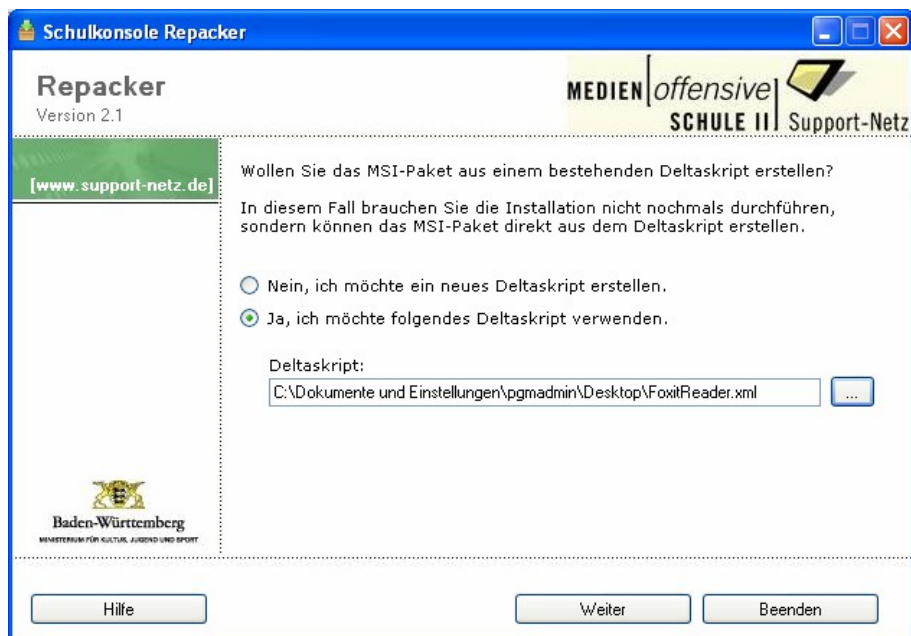 Schulkonsole Repacker
Repacker
Version 2.1
MEDIEN offensive
SCHULE II Support-Netz
[www.support-netz.de]
Wollen Sie das MSI-Paket aus einem bestehenden Deltaskript erstellen?
In diesem Fall brauchen Sie die Installation nicht nochmals durchführen,
sondern können das MSI-Paket direkt aus dem Deltaskript erstellen.
Nein, ich möchte ein neues Deltaskript erstellen.
Ja, ich möchte folgendes Deltaskript verwenden.
Deltaskript:
C:\Dokumente und Einstellungen\pgmadmin\Desktop\FoxitReader.xml
...
Baden-Württemberg
MINISTERIUM FÜR KULTUS, JUGEND UND SPORT
Hilfe
Weiter
Beenden